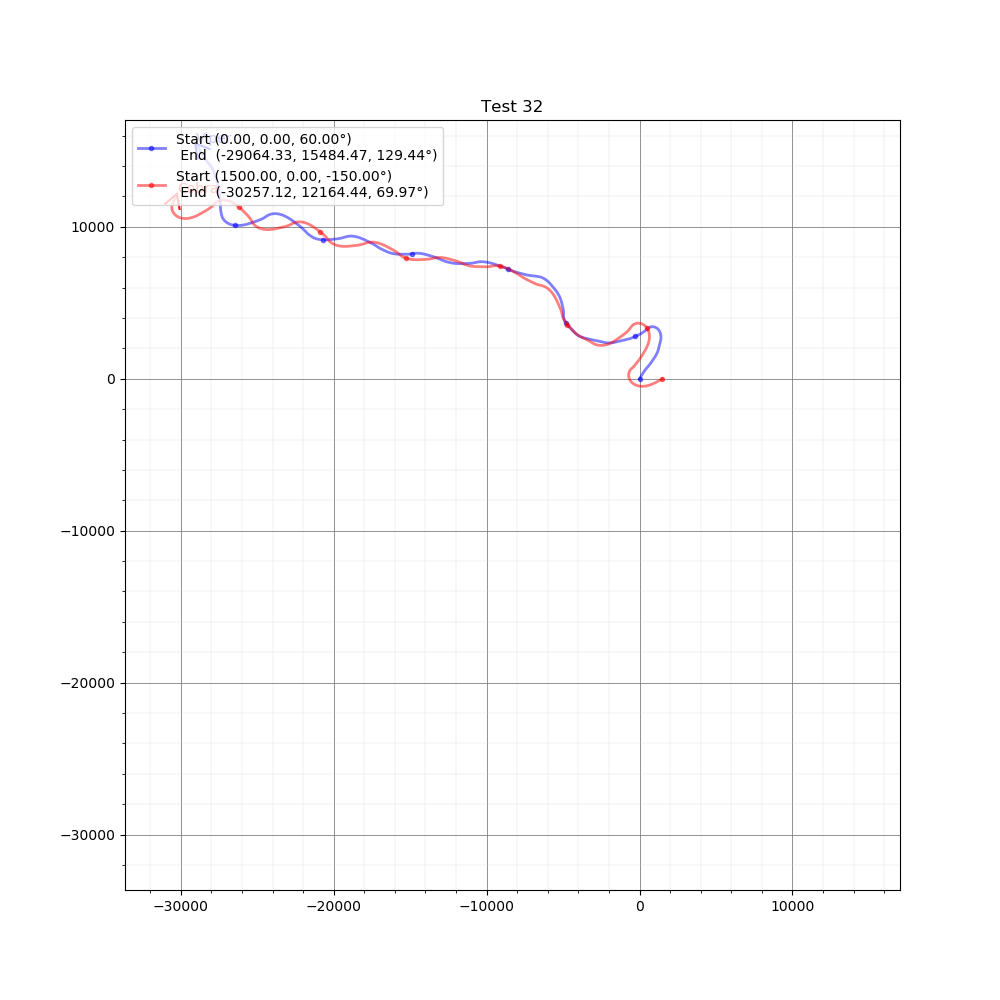 Test 32
Start (0.00, 0.00, 60.00°)
End (-29064.33, 15484.47, 129.44°)
Start (1500.00, 0.00, -150.00°)
End (-30257.12, 12164.44, 69.97°)
10000
0
−10000
−20000
−30000
−30000 −20000 −10000 0 10000